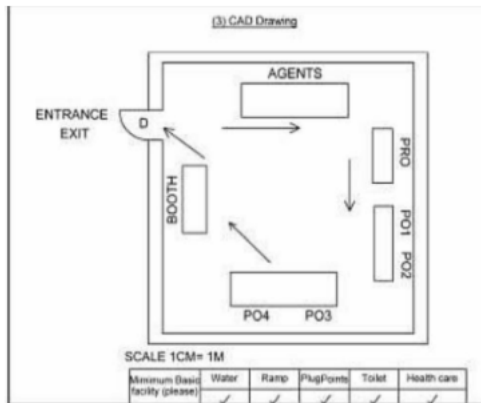 (3) CAD Drawing
AGENTS
ENTRANCE
EXIT
D
PRO
BOOTH
PO1
PO2
PO4 PO3
SCALE 1CM= 1M
Mimimum Basic Water Ramp PlugPoints Toilet Health care
facility (please) ✓ ✓ ✓ ✓ ✓